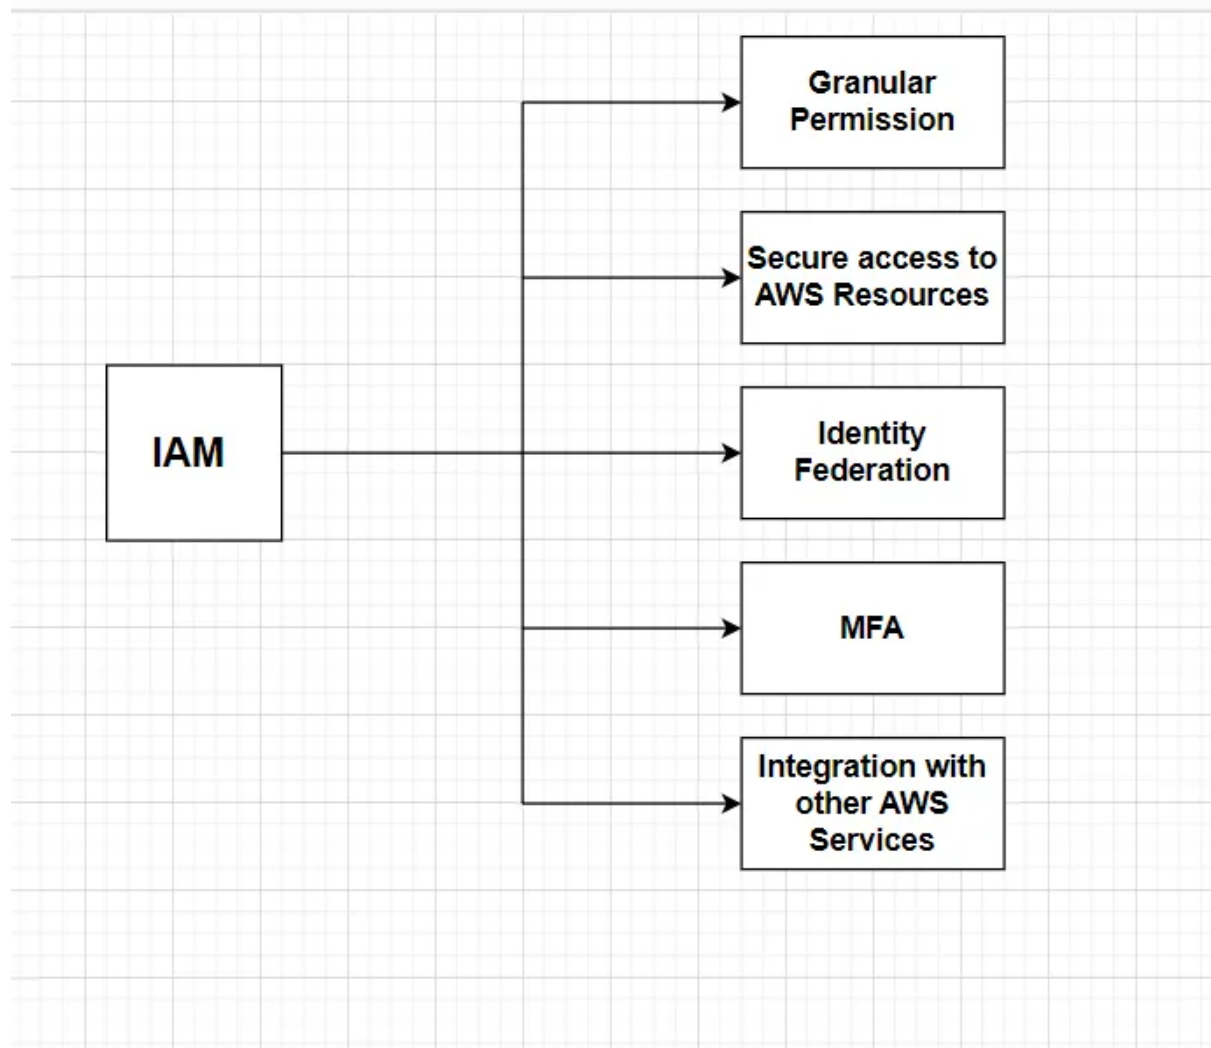 Granular
Permission
Secure access to
AWS Resources
IAM
Identity
Federation
MFA
Integration with
other AWS
Services